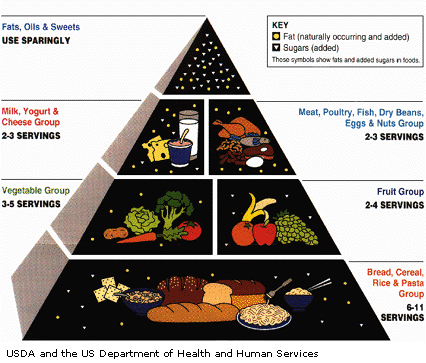 Fats, Oils & Sweets
USE SPARINGLY
KEY
Fat (naturally occurring and added)
Sugars (added)
These symbols show fats and added sugars in foods.
Milk, Yogurt &
Cheese Group
2-3 SERVINGS
Meat, Poultry, Fish, Dry Beans,
Eggs & Nuts Group
2-3 SERVINGS
Vegetable Group
3-5 SERVINGS
Fruit Group
2-4 SERVINGS
Bread, Cereal,
Rice & Pasta
Group
6-11
SERVINGS
USDA and the US Department of Health and Human Services